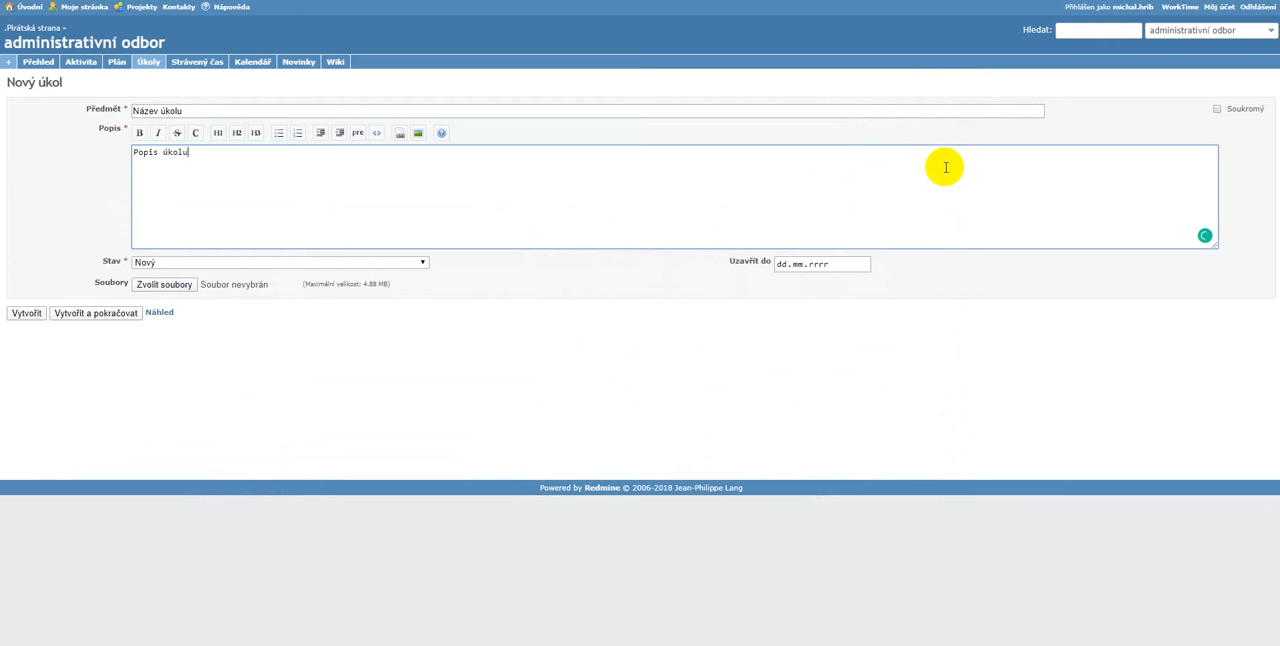 Úvodní Moje stránka Projekty Kontakty Nápověda
Přihlášen jako michal.hrib WorkTime Můj účet Odhlášení
.Pirátská strana »
administrativní odbor
Hledat: administrativní odbor
+ Přehled Aktivita Plán Úkoly Strávený čas Kalendář Novinky Wiki
Nový úkol
Předmět * Název úkolu
Soukromý
Popis * B I S C H1 H2 H3 pre <>
Popis úkolu
Stav * Nový
Uzavřít do dd.mm.rrrr
Soubory Zvolit soubory Soubor nevybrán (Maximální velikost: 4.88 MB)
Vytvořit Vytvořit a pokračovat Náhled
Powered by Redmine © 2006-2018 Jean-Philippe Lang